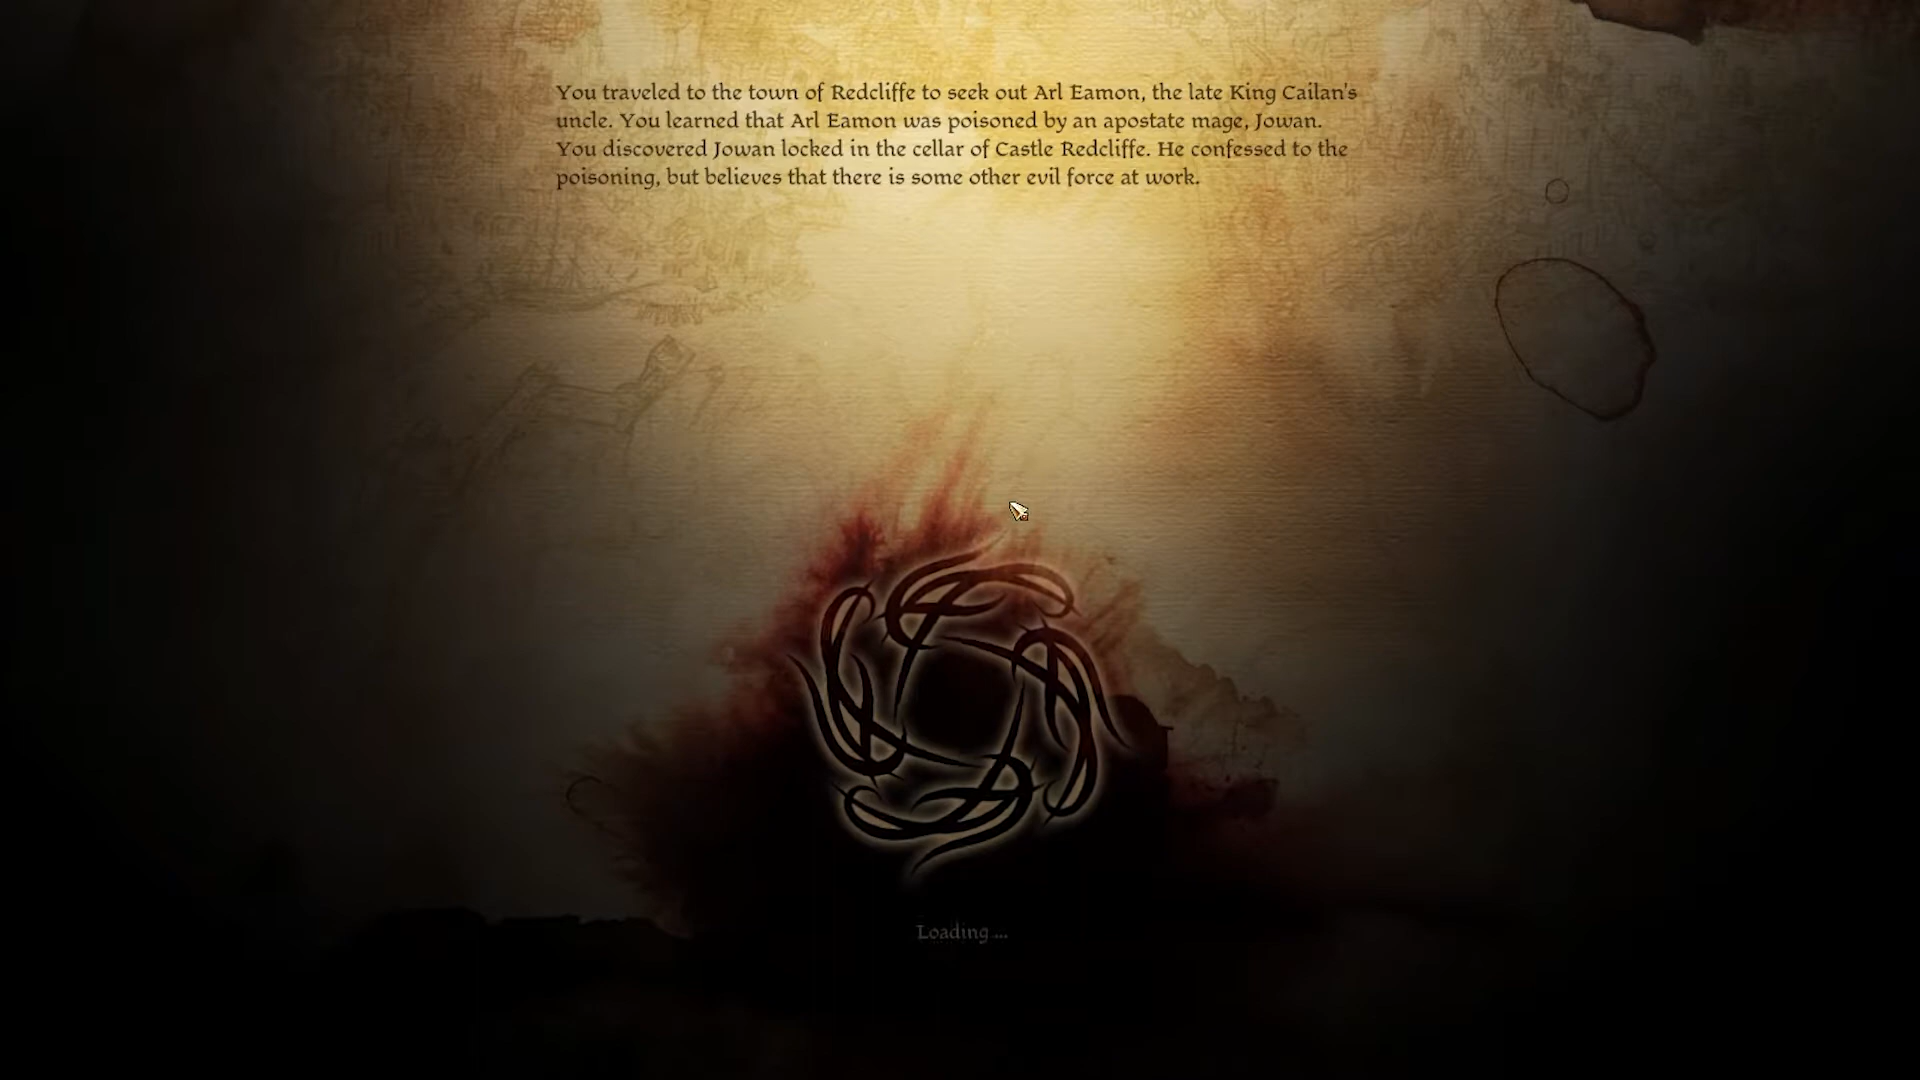 You traveled to the town of Redcliffe to seek out Arl Eamon, the late King Cailan's
uncle. You learned that Arl Eamon was poisoned by an apostate mage, Jowan.
You discovered Jowan locked in the cellar of Castle Redcliffe. He confessed to the
poisoning, but believes that there is some other evil force at work.
Loading ...